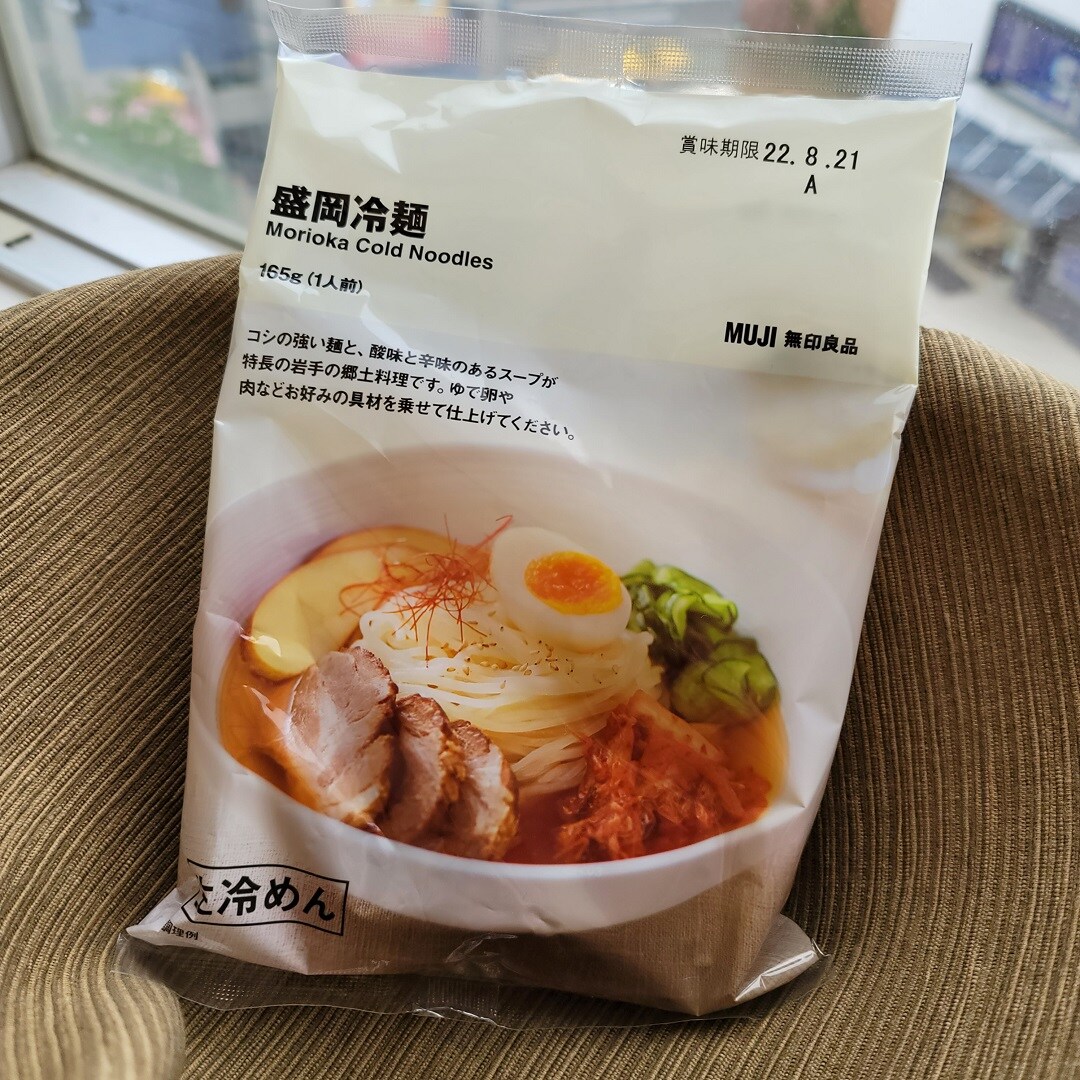 賞味期限 22.8.21
A
盛岡冷麺
Morioka Cold Noodles
165g (1人前)
MUJI 無印良品
コシの強い麺と、酸味と辛味のあるスープが
特長の岩手の郷土料理です。ゆで卵や
肉などお好みの具材を乗せて仕上げてください。
冷めん
調理例